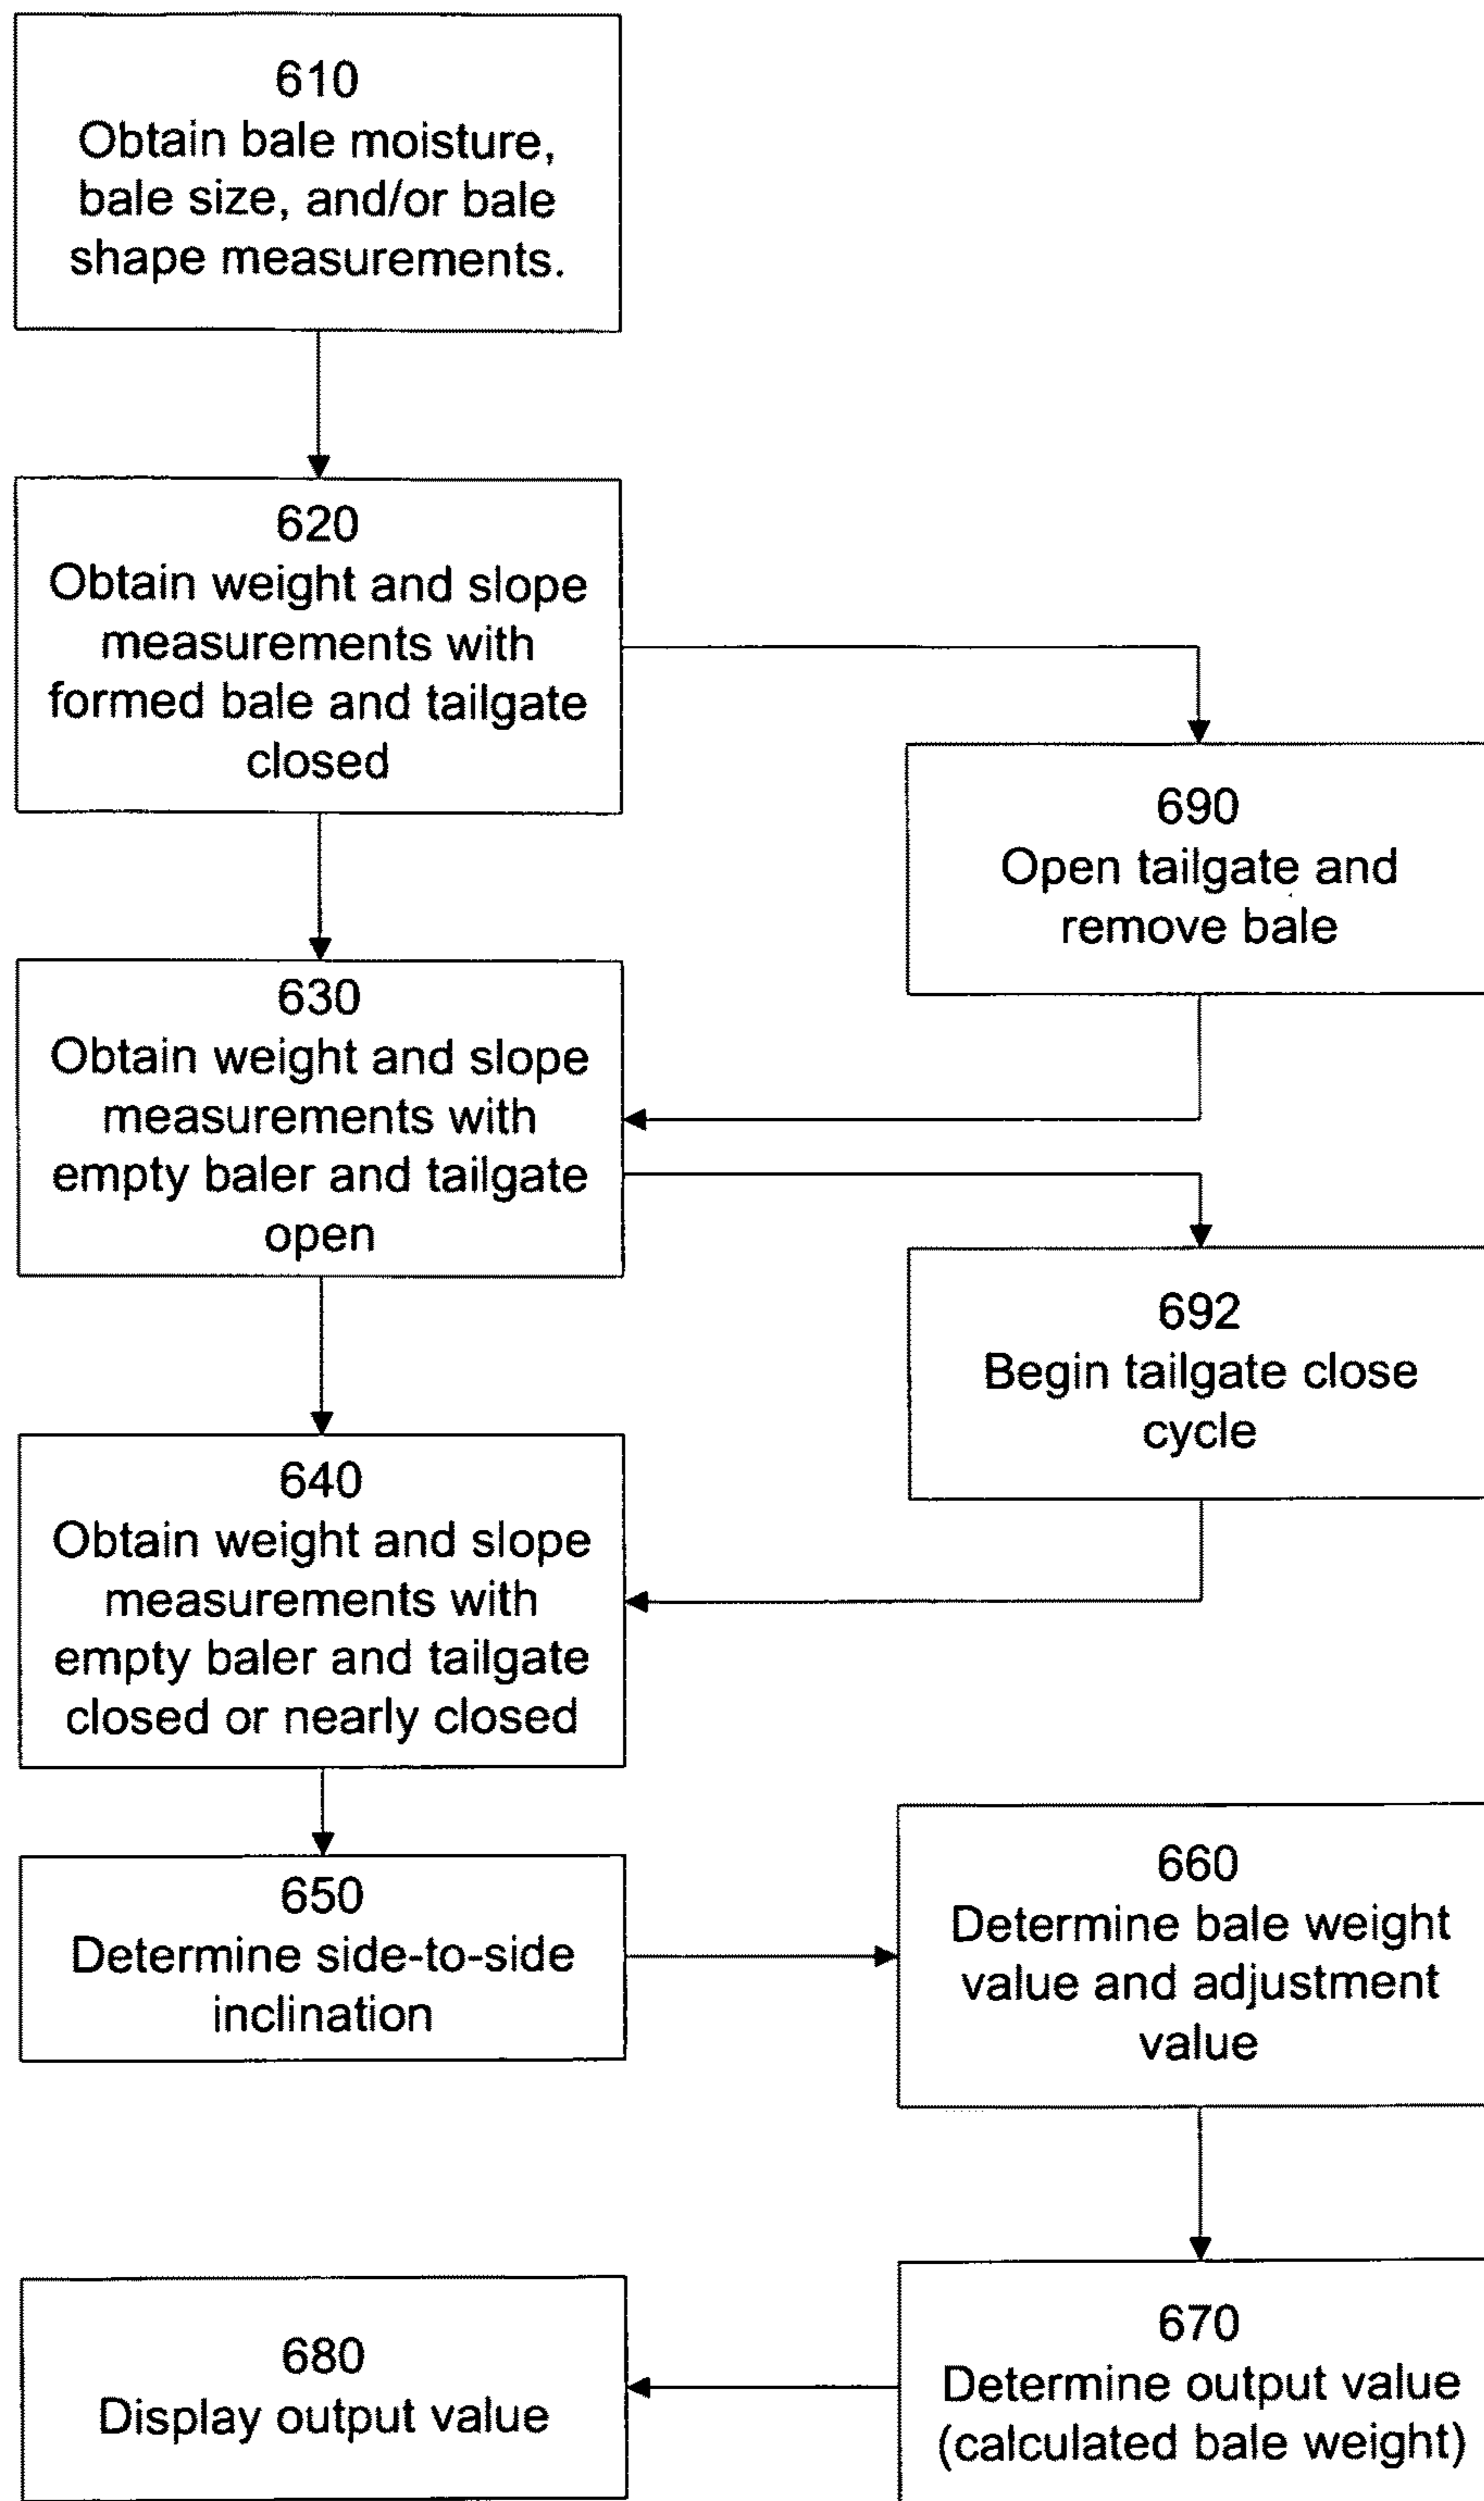 610
Obtain bale moisture,
bale size, and/or bale
shape measurements.
620
Obtain weight and slope
measurements with
formed bale and tailgate
closed
690
Open tailgate and
remove bale
630
Obtain weight and slope
measurements with
empty baler and tailgate
open
692
Begin tailgate close
cycle
640
Obtain weight and slope
measurements with
empty baler and tailgate
closed or nearly closed
650
Determine side-to-side
inclination
660
Determine bale weight
value and adjustment
value
670
Determine output value
(calculated bale weight)
680
Display output value